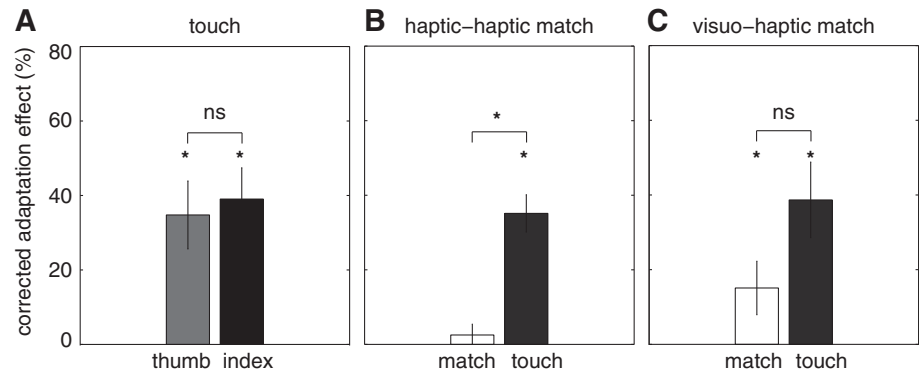 A
touch
corrected adaptation effect (%)
80
60
40
20
0
ns
*
*
thumb
index
B
haptic–haptic match
*
*
match
touch
C
visuo–haptic match
ns
*
*
match
touch